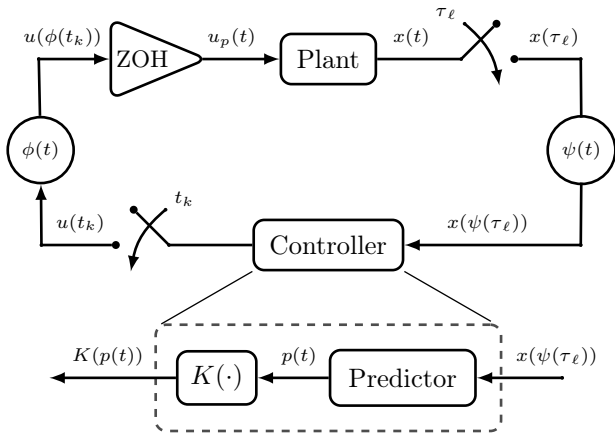 u(ϕ(t_k))
ZOH
u_p(t)
Plant
x(t)
τ_ℓ
x(τ_ℓ)
ϕ(t)
ψ(t)
u(t_k)
t_k
Controller
x(ψ(τ_ℓ))
K(p(t))
K(·)
p(t)
Predictor
x(ψ(τ_ℓ))